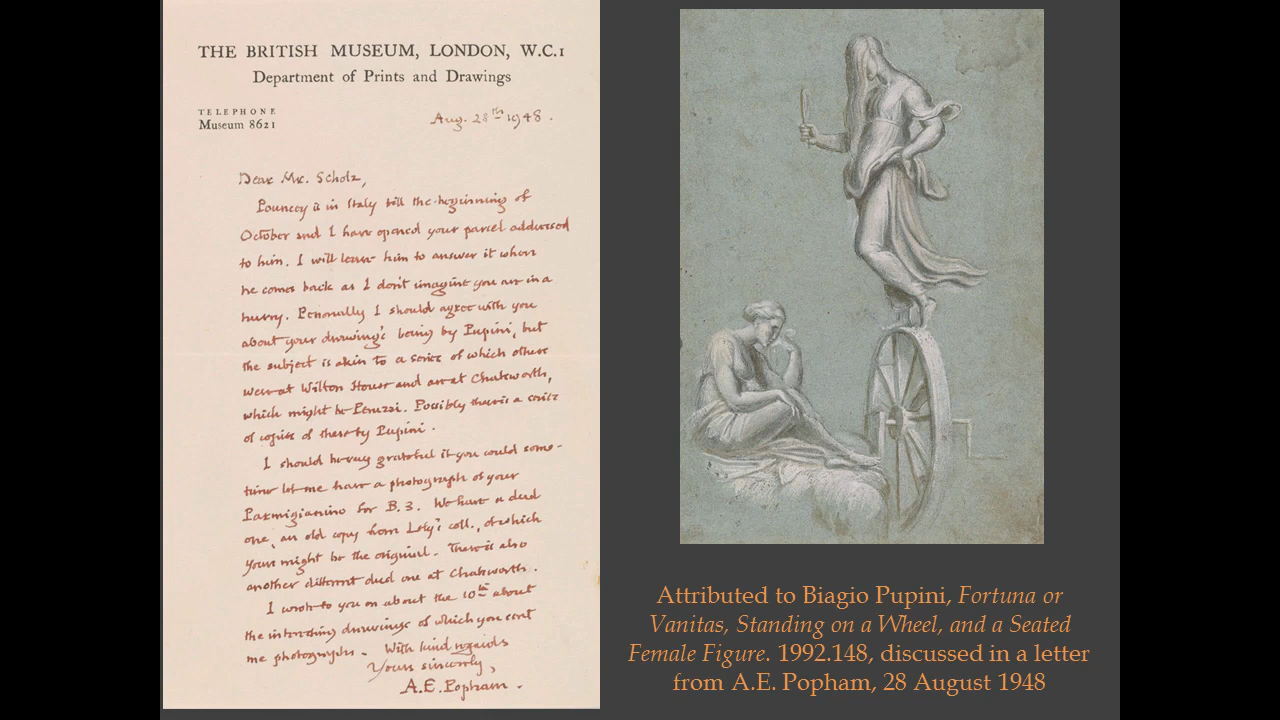 THE BRITISH MUSEUM, LONDON, W.C.1
Department of Prints and Drawings
TELEPHONE
Museum 8621
Aug. 28th 1948.
Dear Mr. Scholz,
Pouncey is in Italy till the beginning of
October and I have opened your parcel addressed
to him. I will leave him to answer it when
he comes back as I don't imagine you are in a
hurry. Personally I should agree with you
about your drawing's being by Pupini, but
the subject is akin to a series of which others
were at Wilton House and are at Chatsworth,
which might be Peruzzi. Possibly there is a series
of copies of these by Pupini.
I should be very grateful if you could some-
time let me have a photograph of your
Parmigianino for B.3. We have a dud
one, an old copy from Lely's coll., of which
yours might be the original. There is also
another different dud one at Chatsworth.
I wrote to you on about the 10th about
the interesting drawings of which you sent
me photographs. With kind regards
Yours sincerely,
A.E. Popham.
Attributed to Biagio Pupini, Fortuna or
Vanitas, Standing on a Wheel, and a Seated
Female Figure. 1992.148, discussed in a letter
from A.E. Popham, 28 August 1948